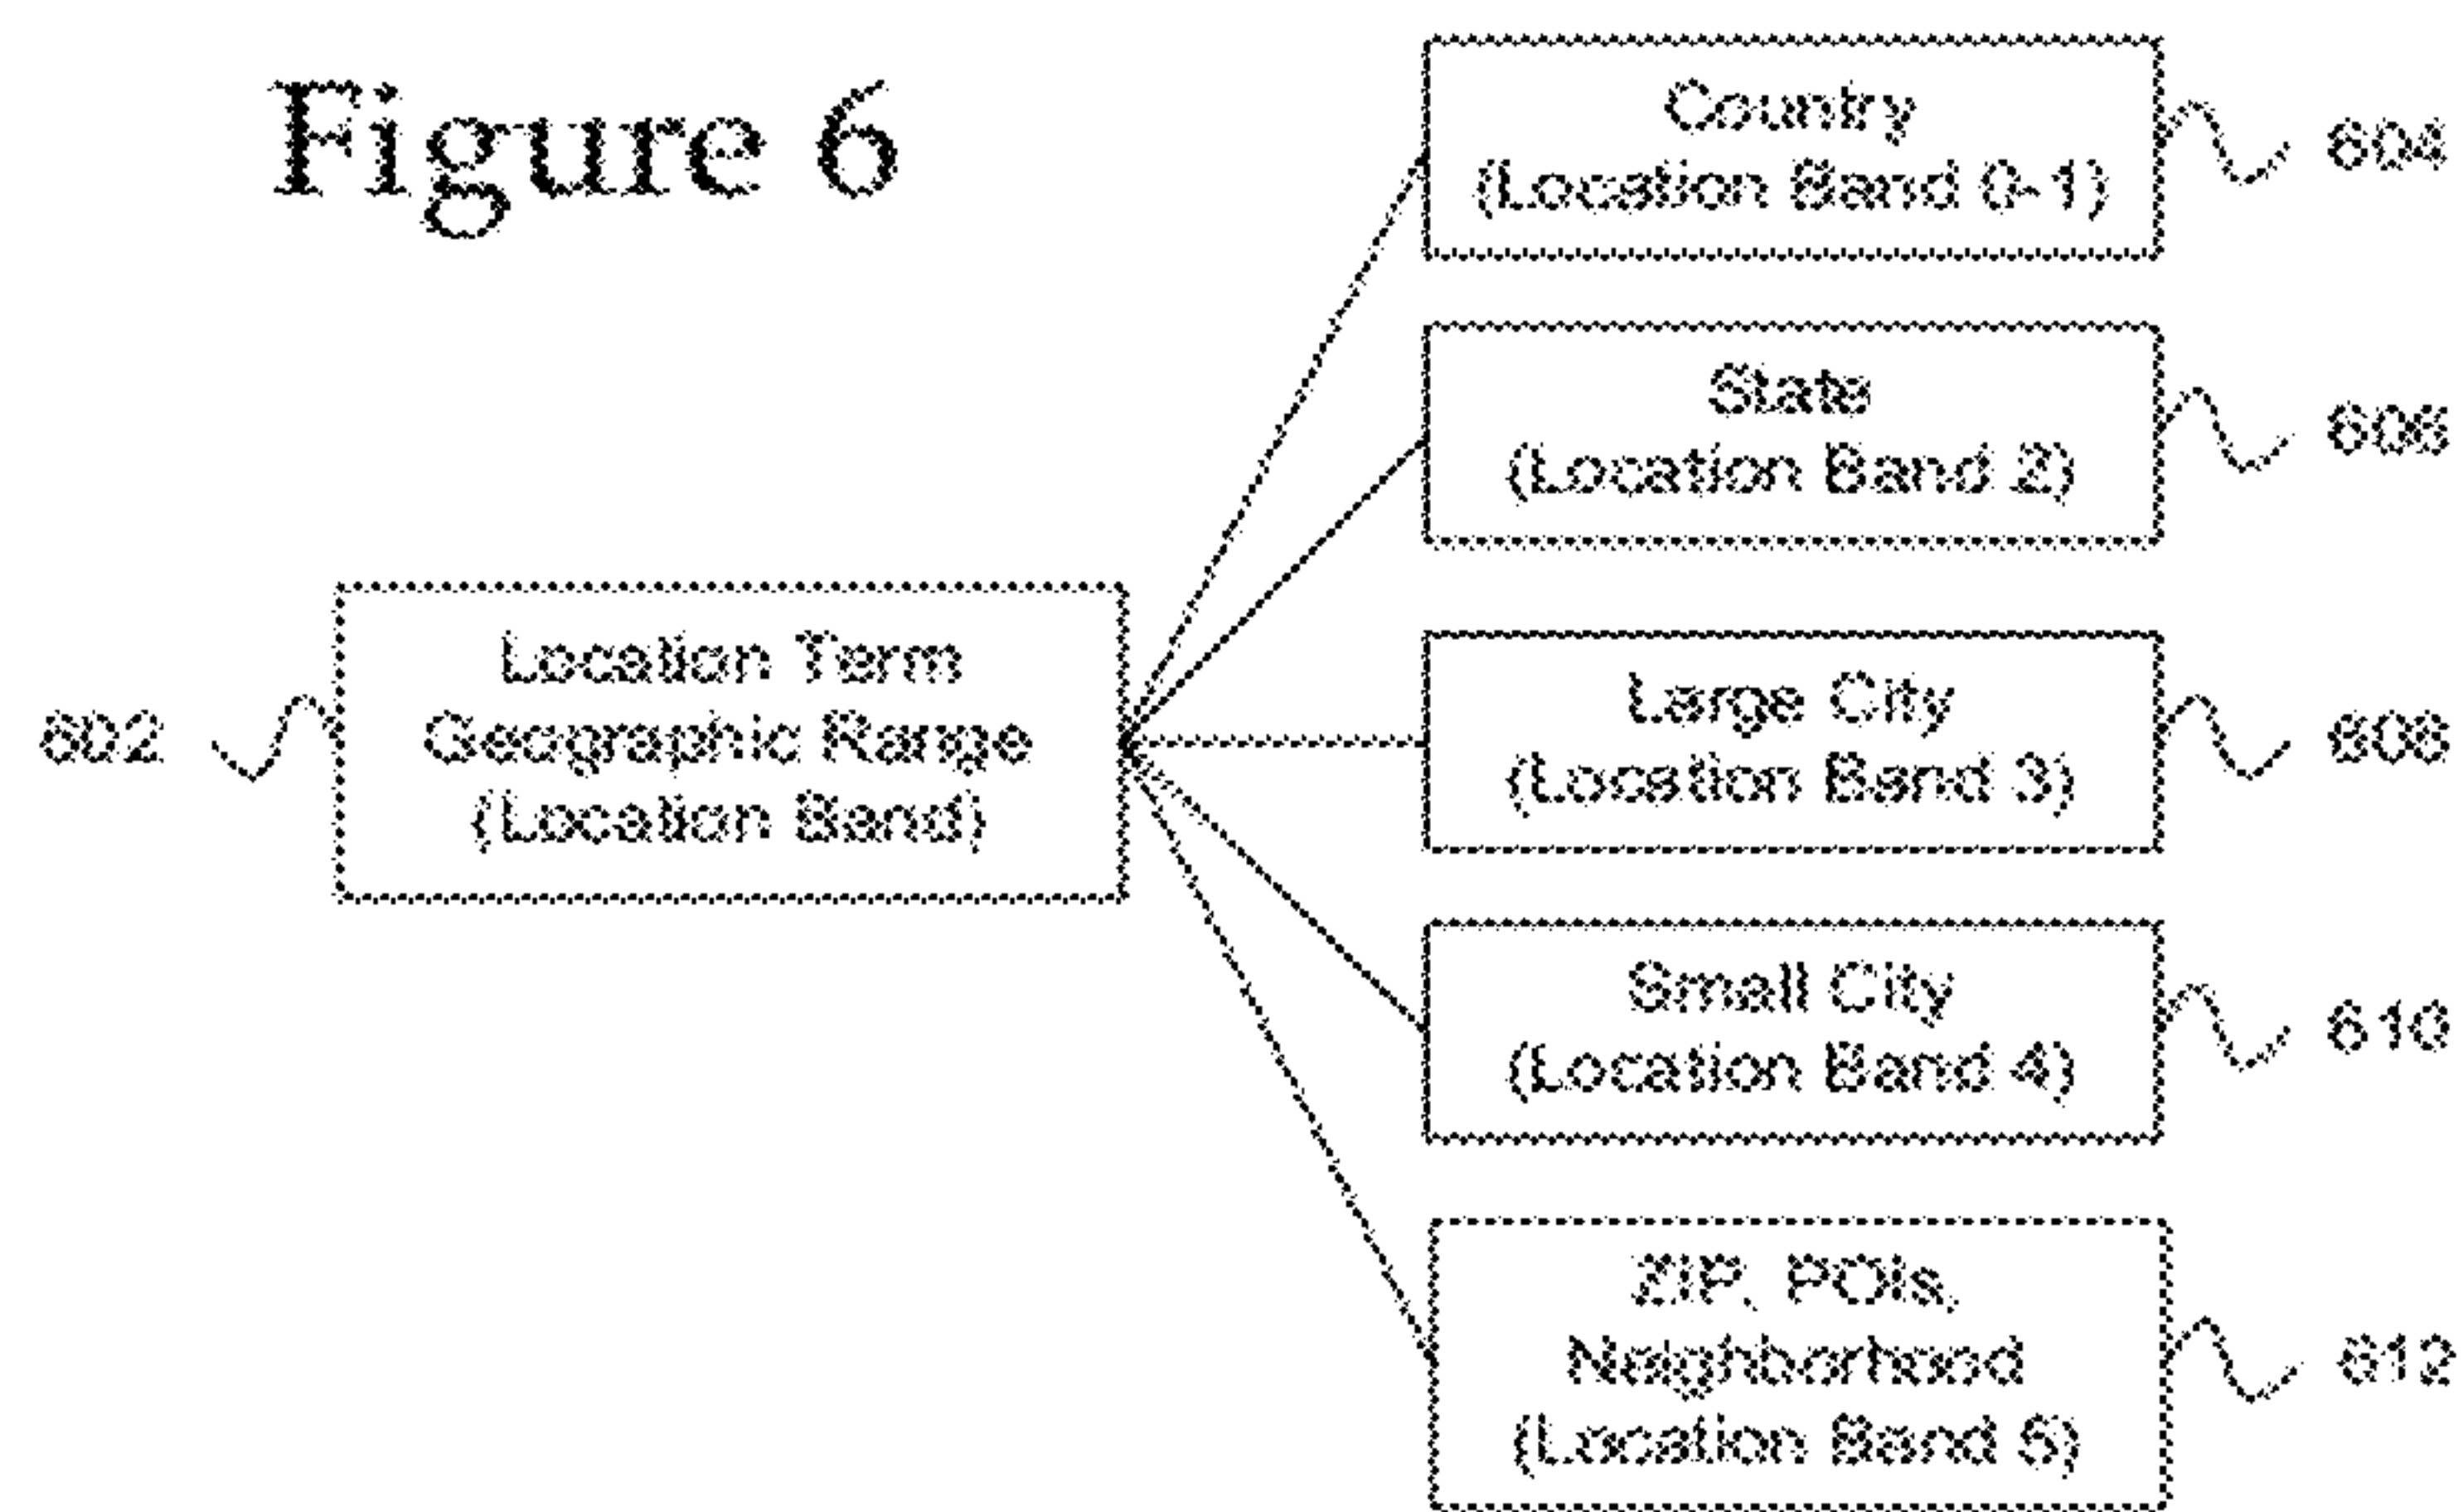 Figure 6
Country
(Location Band 0-1)
604
State
(Location Band 2)
606
Location Term
Geographic Range
(Location Band)
602
Large City
(Location Band 3)
608
Small City
(Location Band 4)
610
ZIP, POIs,
Neighborhood
(Location Band 5)
612